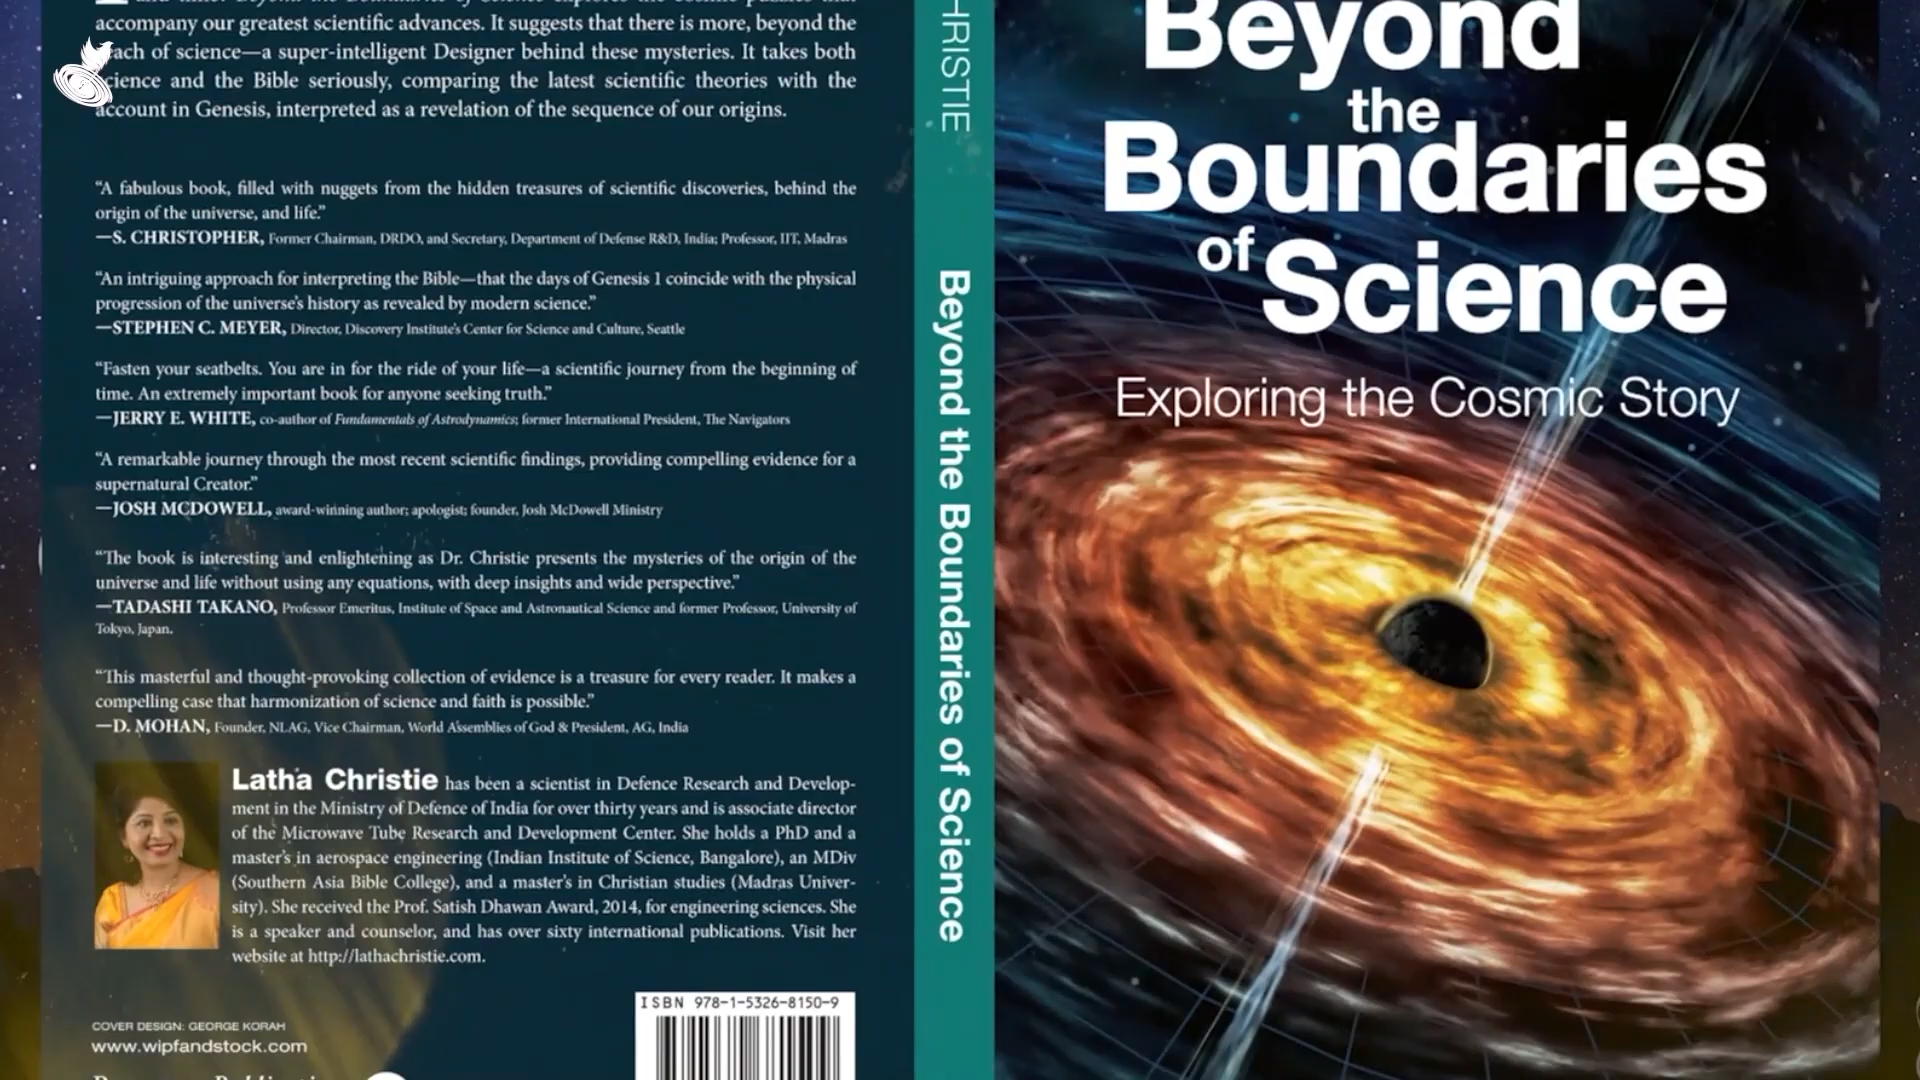 accompany our greatest scientific advances. It suggests that there is more, beyond the
each of science—a super-intelligent Designer behind these mysteries. It takes both
cience and the Bible seriously, comparing the latest scientific theories with the
account in Genesis, interpreted as a revelation of the sequence of our origins.
“A fabulous book, filled with nuggets from the hidden treasures of scientific discoveries, behind the
origin of the universe, and life.”
—S. CHRISTOPHER, Former Chairman, DRDO, and Secretary, Department of Defense R&D, India; Professor, IIT, Madras
“An intriguing approach for interpreting the Bible—that the days of Genesis 1 coincide with the physical
progression of the universe’s history as revealed by modern science.”
—STEPHEN C. MEYER, Director, Discovery Institute’s Center for Science and Culture, Seattle
“Fasten your seatbelts. You are in for the ride of your life—a scientific journey from the beginning of
time. An extremely important book for anyone seeking truth.”
—JERRY E. WHITE, co-author of Fundamentals of Astrodynamics; former International President, The Navigators
“A remarkable journey through the most recent scientific findings, providing compelling evidence for a
supernatural Creator.”
—JOSH MCDOWELL, award-winning author; apologist; founder, Josh McDowell Ministry
“The book is interesting and enlightening as Dr. Christie presents the mysteries of the origin of the
universe and life without using any equations, with deep insights and wide perspective.”
—TADASHI TAKANO, Professor Emeritus, Institute of Space and Astronautical Science and former Professor, University of
Tokyo, Japan.
“This masterful and thought-provoking collection of evidence is a treasure for every reader. It makes a
compelling case that harmonization of science and faith is possible.”
—D. MOHAN, Founder, NLAG, Vice Chairman, World Assemblies of God & President, AG, India
Latha Christie has been a scientist in Defence Research and Develop-
ment in the Ministry of Defence of India for over thirty years and is associate director
of the Microwave Tube Research and Development Center. She holds a PhD and a
master’s in aerospace engineering (Indian Institute of Science, Bangalore), an MDiv
(Southern Asia Bible College), and a master’s in Christian studies (Madras Univer-
sity). She received the Prof. Satish Dhawan Award, 2014, for engineering sciences. She
is a speaker and counselor, and has over sixty international publications. Visit her
website at http://lathachristie.com.
ISBN 978-1-5326-8150-9
COVER DESIGN: GEORGE KORAH
www.wipfandstock.com
HRISTIE
Beyond the Boundaries of Science
Beyond
the
Boundaries
of Science
Exploring the Cosmic Story